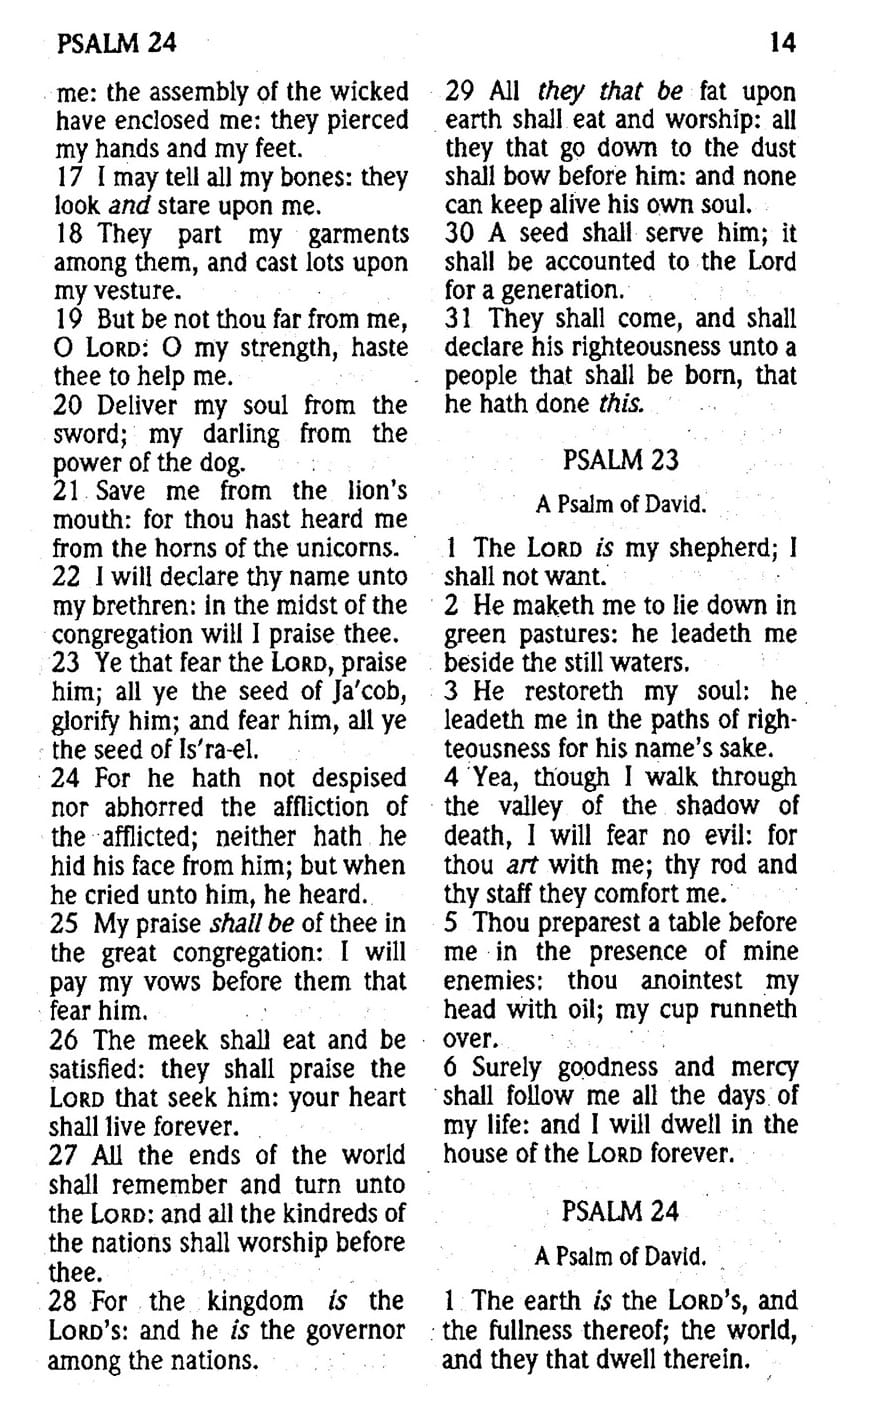 PSALM 24
14
me: the assembly of the wicked
have enclosed me: they pierced
my hands and my feet.
17 I may tell all my bones: they
look and stare upon me.
18 They part my garments
among them, and cast lots upon
my vesture.
19 But be not thou far from me,
O LORD: O my strength, haste
thee to help me.
20 Deliver my soul from the
sword; my darling from the
power of the dog.
21 Save me from the lion's
mouth: for thou hast heard me
from the horns of the unicorns.
22 I will declare thy name unto
my brethren: in the midst of the
congregation will I praise thee.
23 Ye that fear the LORD, praise
him; all ye the seed of Ja'cob,
glorify him; and fear him, all ye
the seed of Is'ra-el.
24 For he hath not despised
nor abhorred the affliction of
the afflicted; neither hath he
hid his face from him; but when
he cried unto him, he heard.
25 My praise shall be of thee in
the great congregation: I will
pay my vows before them that
fear him.
26 The meek shall eat and be
satisfied: they shall praise the
LORD that seek him: your heart
shall live forever.
27 All the ends of the world
shall remember and turn unto
the LORD: and all the kindreds of
the nations shall worship before
thee.
28 For the kingdom is the
LORD'S: and he is the governor
among the nations.
29 All they that be fat upon
earth shall eat and worship: all
they that go down to the dust
shall bow before him: and none
can keep alive his own soul.
30 A seed shall serve him; it
shall be accounted to the Lord
for a generation.
31 They shall come, and shall
declare his righteousness unto a
people that shall be born, that
he hath done this.
PSALM 23
A Psalm of David.
1 The LORD is my shepherd; I
shall not want.
2 He maketh me to lie down in
green pastures: he leadeth me
beside the still waters.
3 He restoreth my soul: he
leadeth me in the paths of righ-
teousness for his name's sake.
4 Yea, though I walk through
the valley of the shadow of
death, I will fear no evil: for
thou art with me; thy rod and
thy staff they comfort me.
5 Thou preparest a table before
me in the presence of mine
enemies: thou anointest my
head with oil; my cup runneth
over.
6 Surely goodness and mercy
shall follow me all the days of
my life: and I will dwell in the
house of the LORD forever.
PSALM 24
A Psalm of David.
1 The earth is the LORD'S, and
the fullness thereof; the world,
and they that dwell therein.